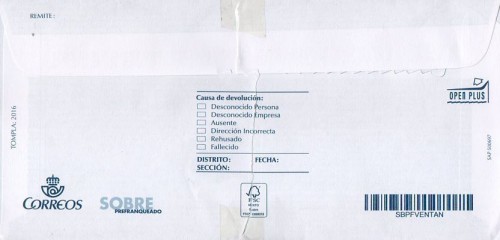 REMITE:
Causa de devolución:
Desconocido Persona
Desconocido Empresa
Ausente
Dirección Incorrecta
Rehusado
Fallecido
DISTRITO: FECHA:
SECCIÓN:
OPEN PLUS
TOMPLA, 2016
CORREOS
SOBRE
PREFRANQUEADO
FSC
SBPFVENTAN